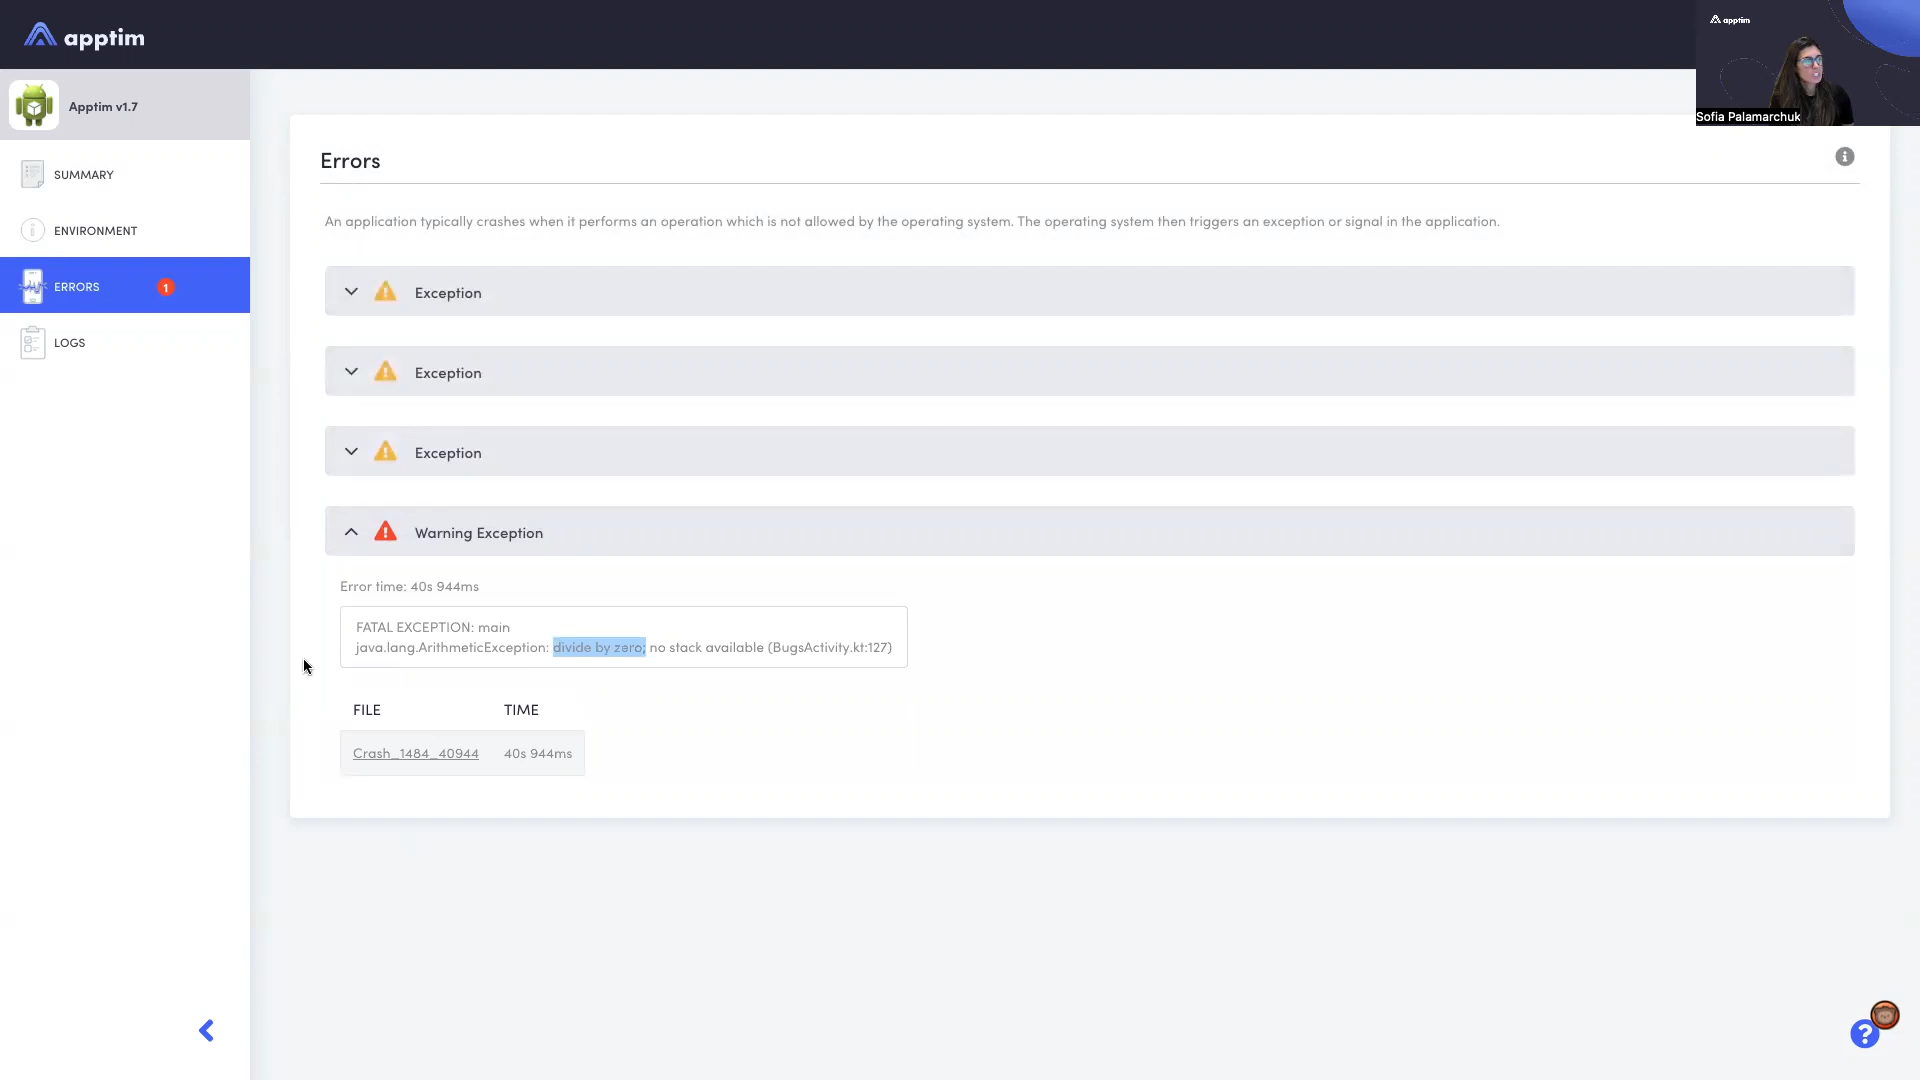 apptim
apptim
Sofia Palamarchuk
Apptim v1.7
SUMMARY
ENVIRONMENT
ERRORS
1
LOGS
Errors
An application typically crashes when it performs an operation which is not allowed by the operating system. The operating system then triggers an exception or signal in the application.
Exception
Exception
Exception
Warning Exception
Error time: 40s 944ms
FATAL EXCEPTION: main
java.lang.ArithmeticException: divide by zero; no stack available (BugsActivity.kt:127)
FILE TIME
Crash_1484_40944 40s 944ms